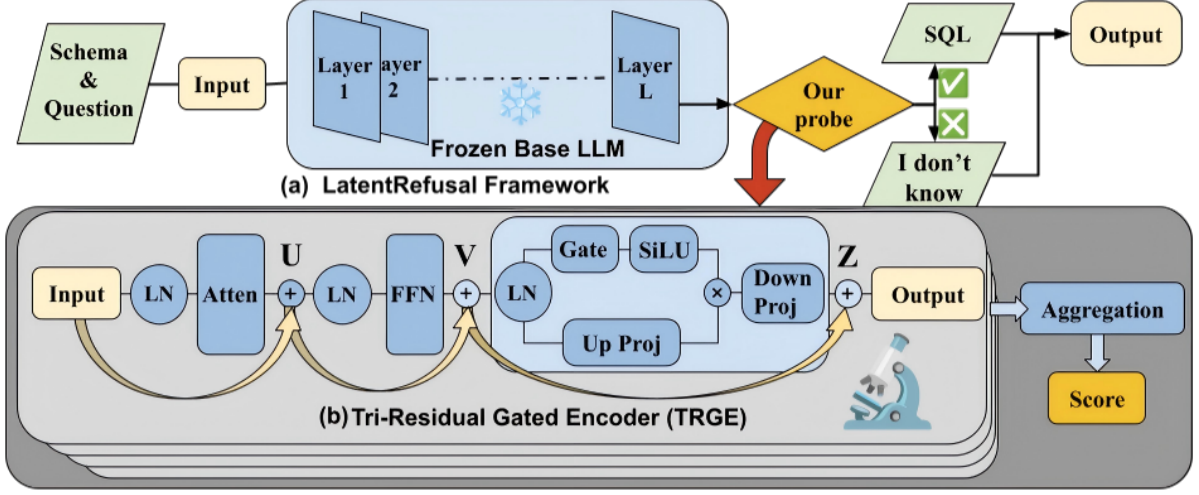 Schema
&
Question
Input
Layer
1
ayer
2
Layer
L
Frozen Base LLM
Our
probe
SQL
I don't
know
Output
(a) LatentRefusal Framework
Input
LN
Atten
U
+
LN
FFN
V
+
LN
Gate
SiLU
Up Proj
×
Down
Proj
Z
+
Output
Aggregation
Score
(b) Tri-Residual Gated Encoder (TRGE)